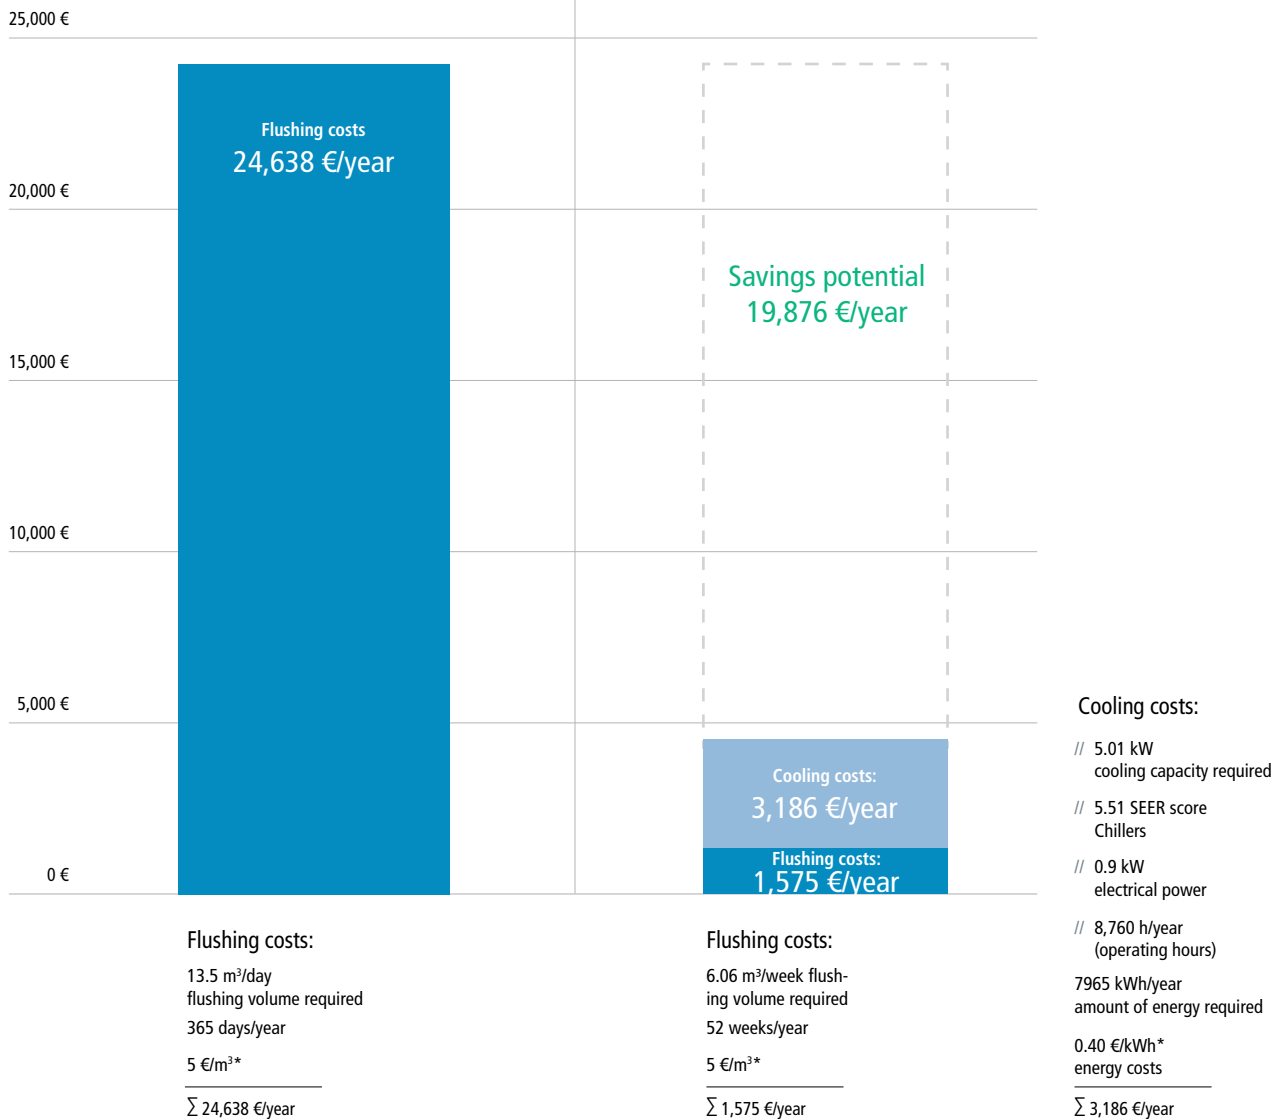 25,000 €
Flushing costs
24,638 €/year
20,000 €
Savings potential
19,876 €/year
15,000 €
10,000 €
5,000 €
Cooling costs:
3,186 €/year
Flushing costs:
1,575 €/year
0 €
Flushing costs:
13.5 m³/day
flushing volume required
365 days/year
5 €/m³*
∑ 24,638 €/year
Flushing costs:
6.06 m³/week flush-
ing volume required
52 weeks/year
5 €/m³*
∑ 1,575 €/year
Cooling costs:
// 5.01 kW
cooling capacity required
// 5.51 SEER score
Chillers
// 0.9 kW
electrical power
// 8,760 h/year
(operating hours)
7965 kWh/year
amount of energy required
0.40 €/kWh*
energy costs
∑ 3,186 €/year